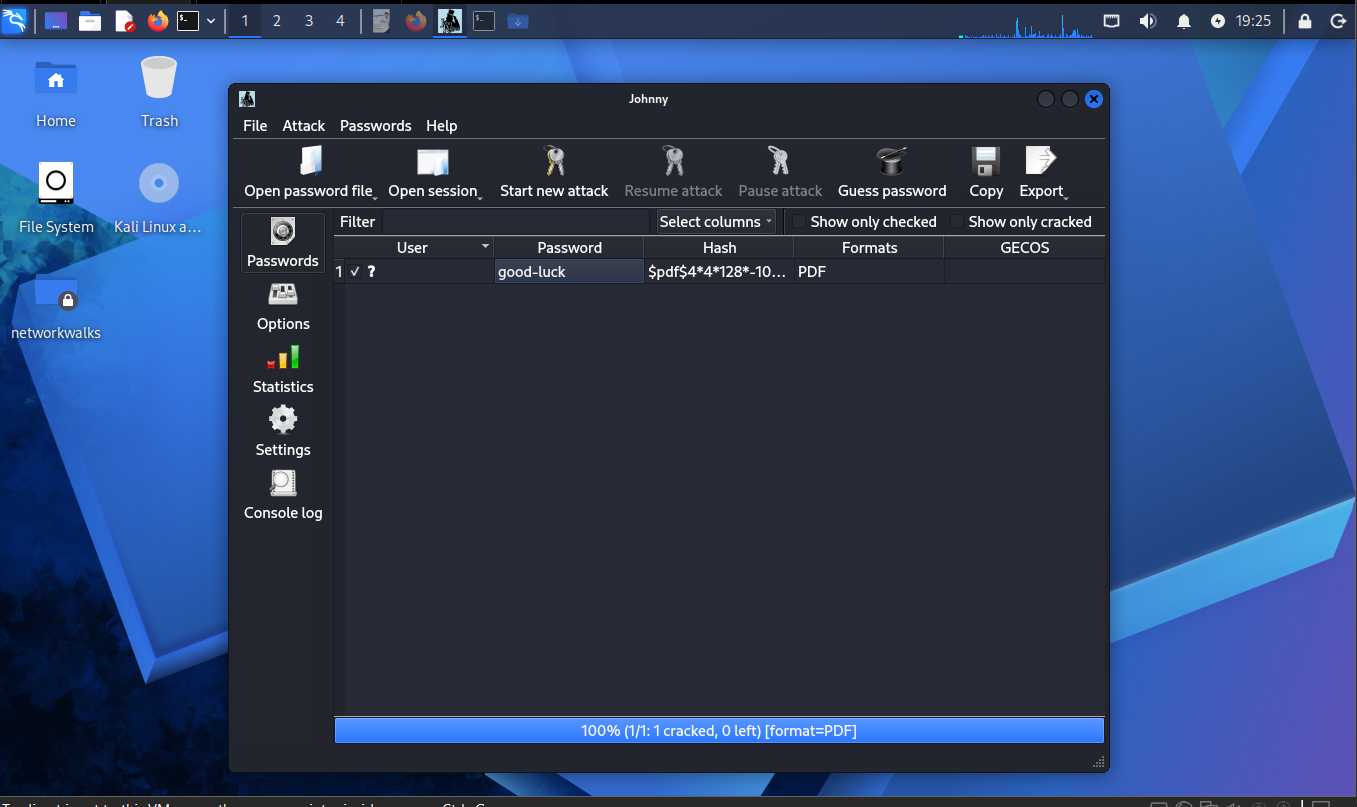 1 2 3 4 19:25
Home
Trash
File System
Kali Linux a...
networkwalks
Johnny
File Attack Passwords Help
Open password file Open session Start new attack Resume attack Pause attack Guess password Copy Export
Passwords
Options
Statistics
Settings
Console log
Filter Select columns Show only checked Show only cracked
User Password Hash Formats GECOS
1 ? good-luck $pdf$4*4*128*-10... PDF
100% (1/1: 1 cracked, 0 left) [format=PDF]